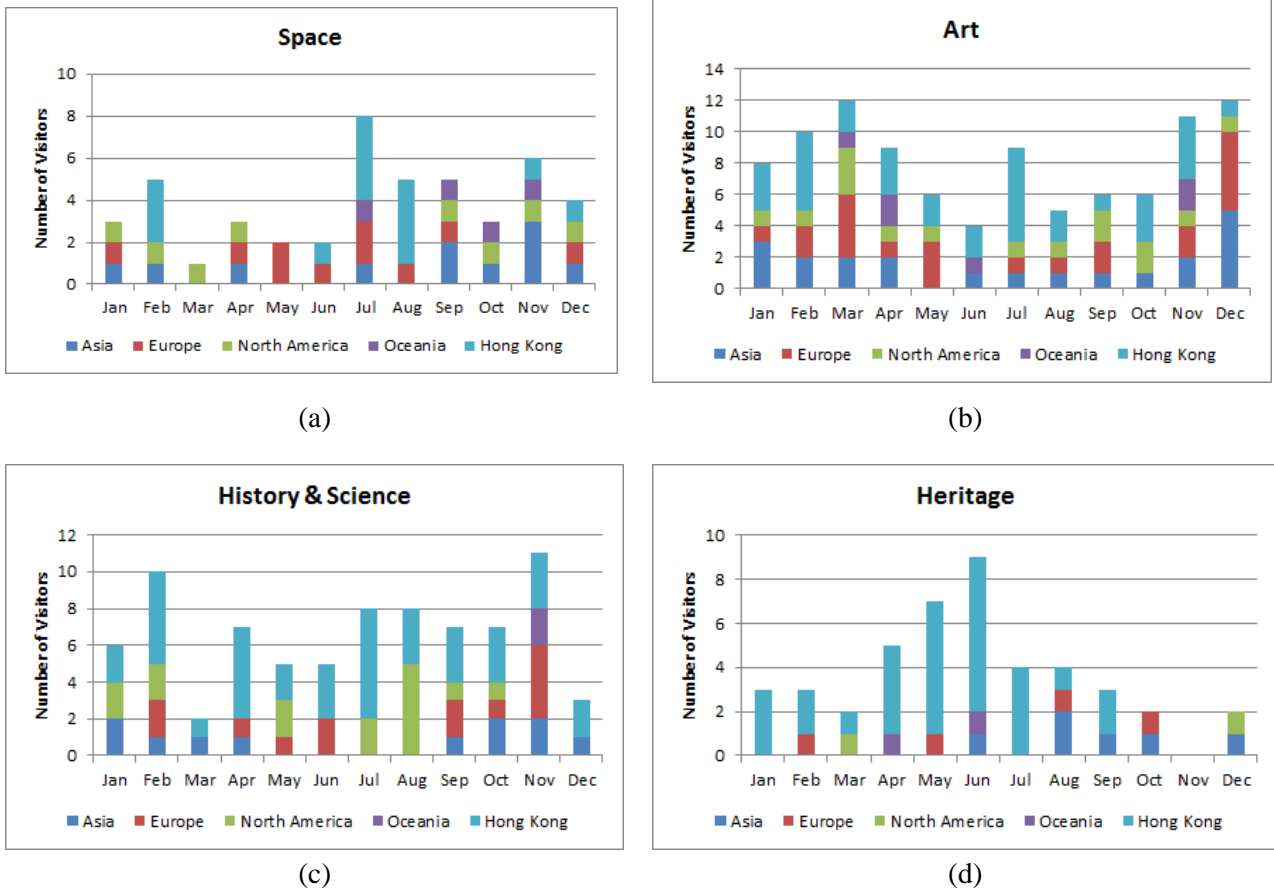 Space
Number of Visitors
10
8
6
4
2
0
Jan Feb Mar Apr May Jun Jul Aug Sep Oct Nov Dec
Asia Europe North America Oceania Hong Kong
(a)
Art
Number of Visitors
14
12
10
8
6
4
2
0
Jan Feb Mar Apr May Jun Jul Aug Sep Oct Nov Dec
Asia Europe North America Oceania Hong Kong
(b)
History & Science
Number of Visitors
12
10
8
6
4
2
0
Jan Feb Mar Apr May Jun Jul Aug Sep Oct Nov Dec
Asia Europe North America Oceania Hong Kong
(c)
Heritage
Number of Visitors
10
8
6
4
2
0
Jan Feb Mar Apr May Jun Jul Aug Sep Oct Nov Dec
Asia Europe North America Oceania Hong Kong
(d)